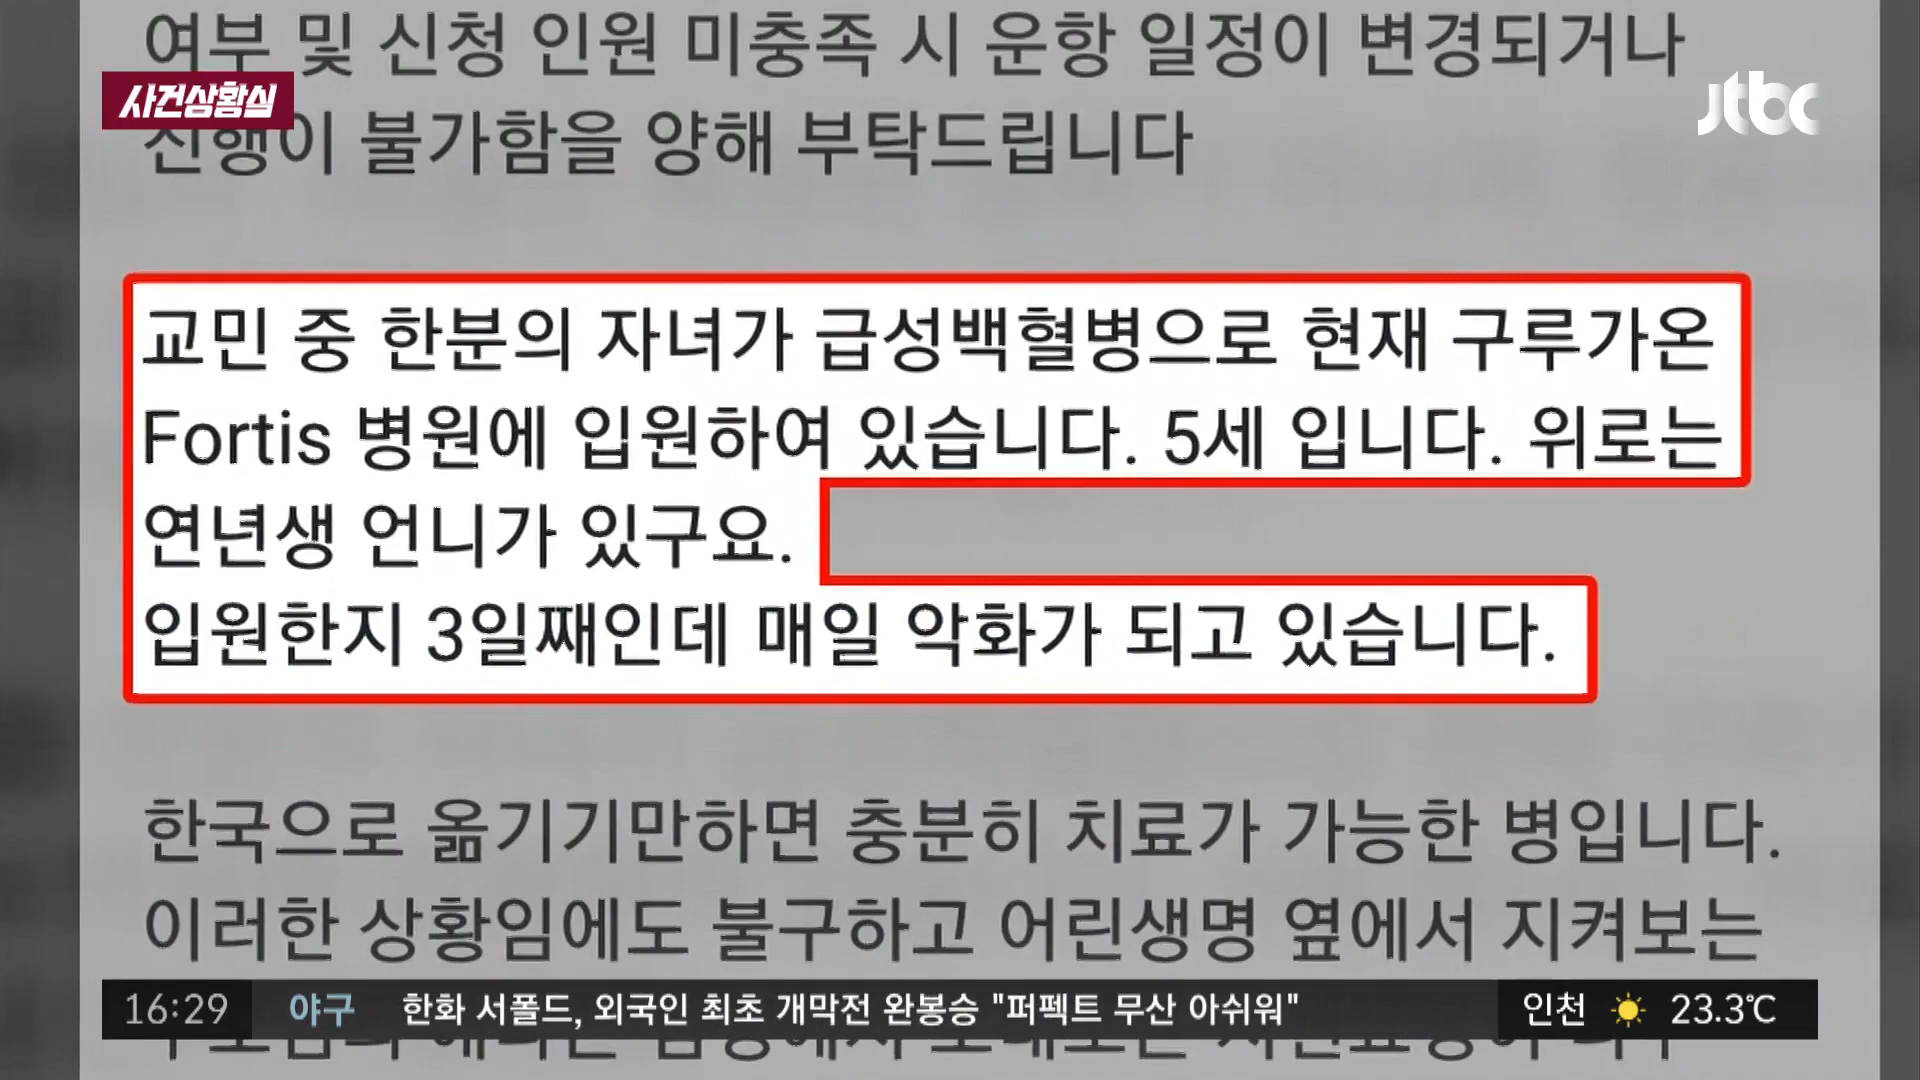 여부 및 신청 인원 미충족 시 운항 일정이 변경되거나
사건상황실
jtbc
진행이 불가함을 양해 부탁드립니다
교민 중 한분의 자녀가 급성백혈병으로 현재 구루가온
Fortis 병원에 입원하여 있습니다. 5세 입니다. 위로는
연년생 언니가 있구요.
입원한지 3일째인데 매일 악화가 되고 있습니다.
한국으로 옮기기만하면 충분히 치료가 가능한 병입니다.
이러한 상황임에도 불구하고 어린생명 옆에서 지켜보는
16:29 야구 한화 서폴드, 외국인 최초 개막전 완봉승 "퍼펙트 무산 아쉬워" 인천 23.3℃